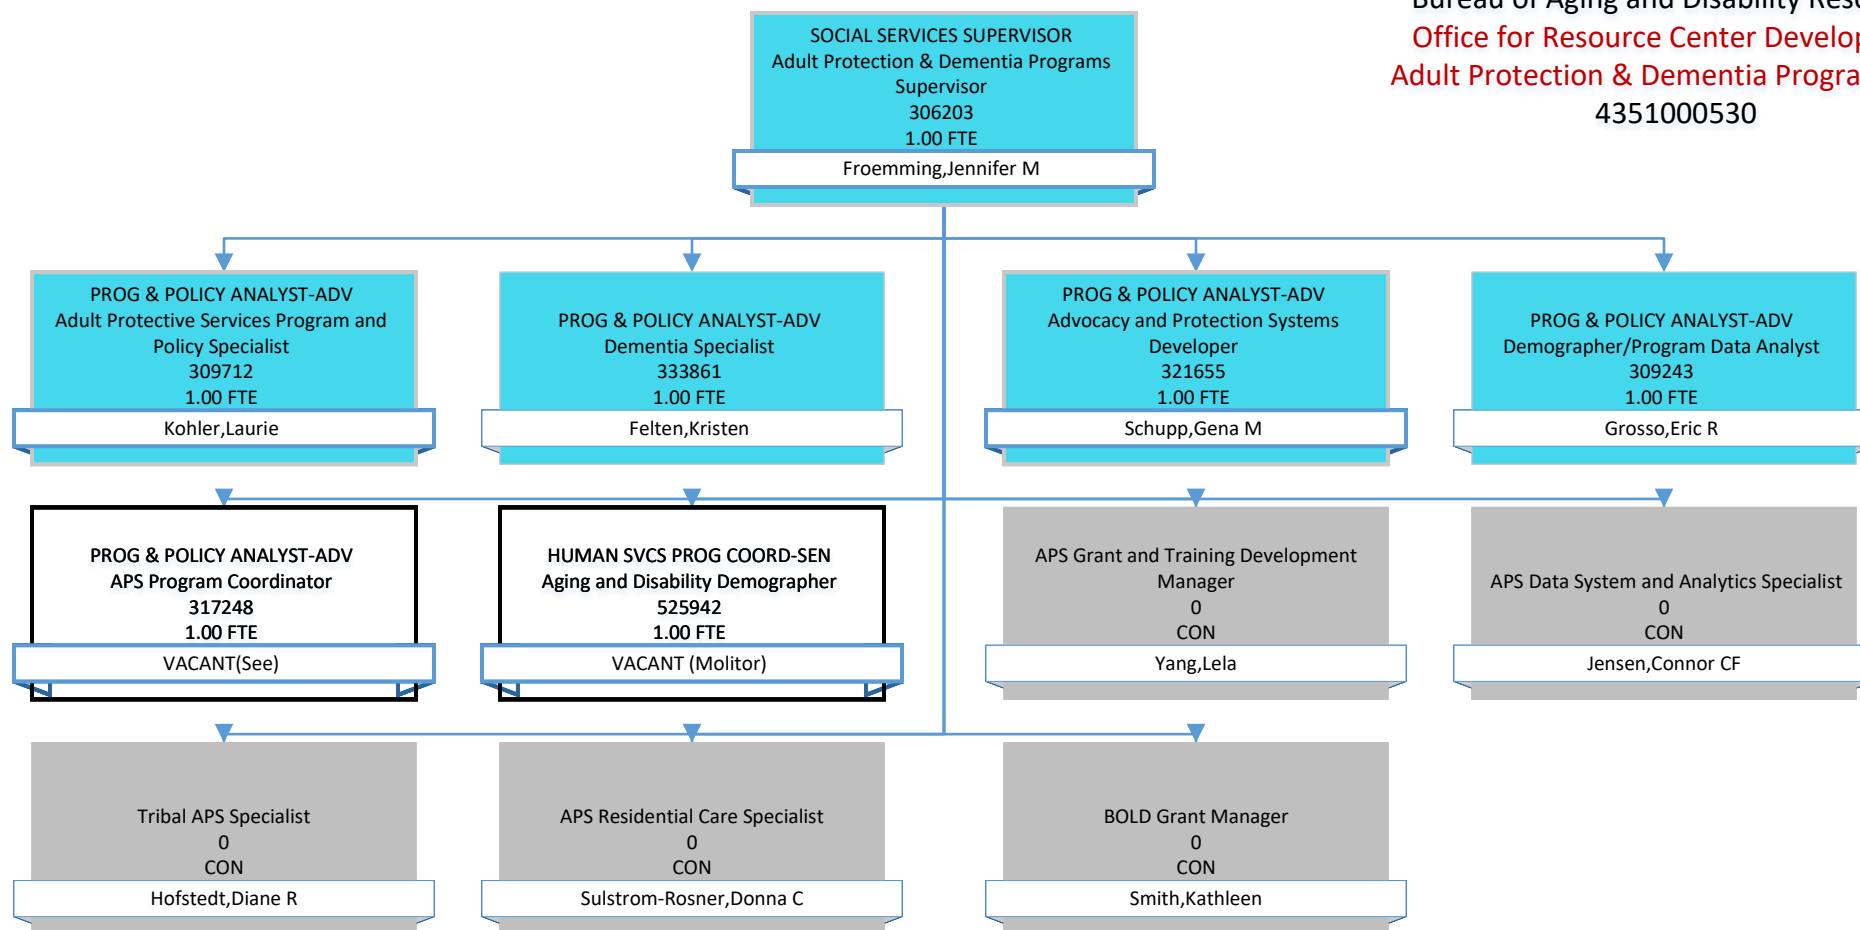 Bureau of Aging and Disability
Office for Resource Center
Adult Protection & Dementia
4351000530
SOCIAL SERVICES SUPERVISOR
Adult Protection & Dementia Programs
Supervisor
306203
1.00 FTE
Froemming,Jennifer M
PROG & POLICY ANALYST-ADV
Adult Protective Services Program and
Policy Specialist
309712
1.00 FTE
Kohler,Laurie
PROG & POLICY ANALYST-ADV
Dementia Specialist
333861
1.00 FTE
Felten,Kristen
PROG & POLICY ANALYST-ADV
Advocacy and Protection Systems
Developer
321655
1.00 FTE
Schupp,Gena M
PROG & POLICY ANALYST-ADV
Demographer/Program Data Analyst
309243
1.00 FTE
Grosso,Eric R
PROG & POLICY ANALYST-ADV
APS Program Coordinator
317248
1.00 FTE
VACANT(See)
HUMAN SVCS PROG COORD-SEN
Aging and Disability Demographer
525942
1.00 FTE
VACANT (Molitor)
APS Grant and Training Development
Manager
0
CON
Yang,Lela
APS Data System and Analytics Specialist
0
CON
Jensen,Connor CF
Tribal APS Specialist
0
CON
Hofstedt,Diane R
APS Residential Care Specialist
0
CON
Sulstrom-Rosner,Donna C
BOLD Grant Manager
0
CON
Smith,Kathleen